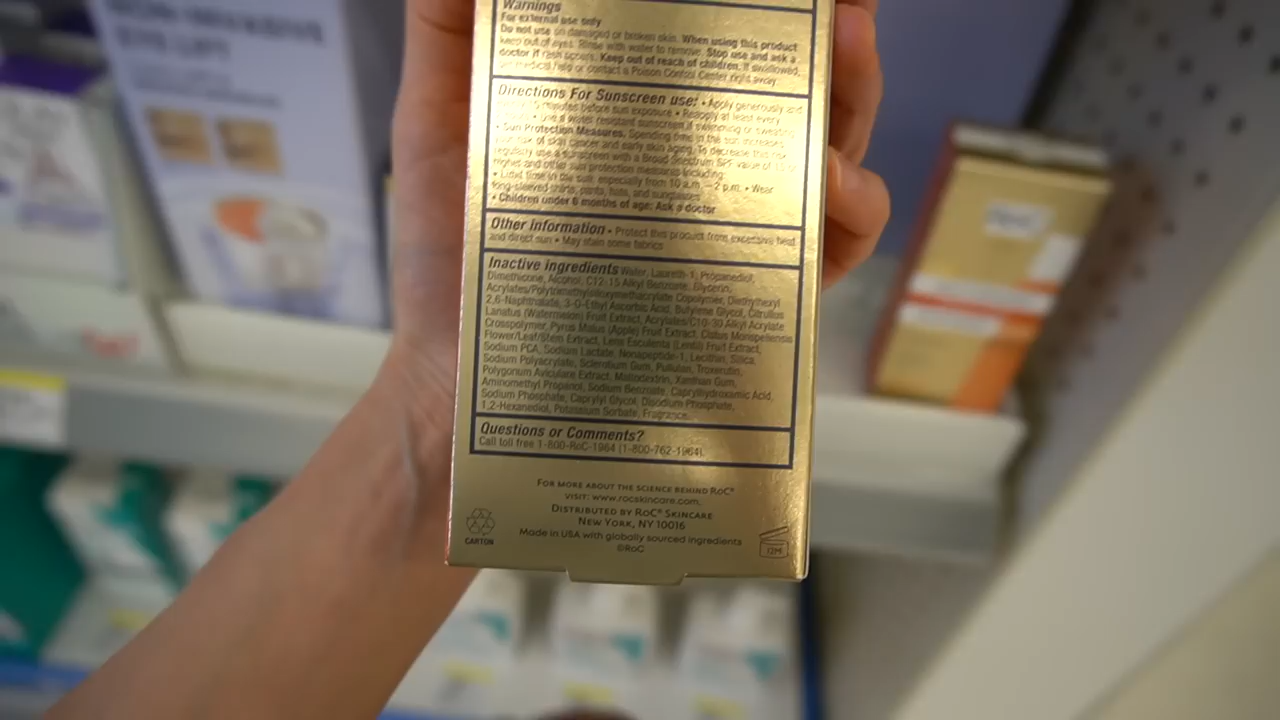 Warnings
For external use only
Do not use on damaged or broken skin. When using this product
keep out of eyes. Rinse with water to remove. Stop use and ask a
doctor if rash occurs. Keep out of reach of children. If swallowed,
get medical help or contact a Poison Control Center right away.
Directions For Sunscreen use: • Apply generously and
15 minutes before sun exposure • Reapply at least every
• Use a water resistant sunscreen if swimming or sweating
• Sun Protection Measures. Spending time in the sun increases
your risk of skin cancer and early skin aging. To decrease this risk,
regularly use a sunscreen with a Broad Spectrum SPF value of 15 or
higher and other sun protection measures including:
• Limit time in the sun, especially from 10 a.m. – 2 p.m. • Wear
long-sleeved shirts, pants, hats, and sunglasses
• Children under 6 months of age: Ask a doctor
Other Information • Protect this product from excessive heat
and direct sun • May stain some fabrics
Inactive ingredients Water, Laureth-1, Propanediol,
Dimethicone, Alcohol, C12-15 Alkyl Benzoate, Glycerin,
Acrylates/Polytrimethylsiloxymethacrylate Copolymer, Diethylhexyl
2,6-Naphthalate, 3-O-Ethyl Ascorbic Acid, Butylene Glycol, Citrullus
Lanatus (Watermelon) Fruit Extract, Acrylates/C10-30 Alkyl Acrylate
Crosspolymer, Pyrus Malus (Apple) Fruit Extract, Cistus Monspeliensis
Flower/Leaf/Stem Extract, Lens Esculenta (Lentil) Fruit Extract,
Sodium PCA, Sodium Lactate, Nonapeptide-1, Lecithin, Silica,
Sodium Polyacrylate, Sclerotium Gum, Pullulan, Troxerutin,
Polygonum Aviculare Extract, Maltodextrin, Xanthan Gum,
Aminomethyl Propanol, Sodium Benzoate, Caprylhydroxamic Acid,
Sodium Phosphate, Caprylyl Glycol, Disodium Phosphate,
1,2-Hexanediol, Potassium Sorbate, Fragrance.
Questions or Comments?
Call toll free 1-800-RoC-1964 (1-800-762-1964).
For more about the science behind RoC®
visit: www.rocskincare.com.
Distributed by RoC® Skincare
New York, NY 10016
Made in USA with globally sourced ingredients
©RoC
CARTON
12M